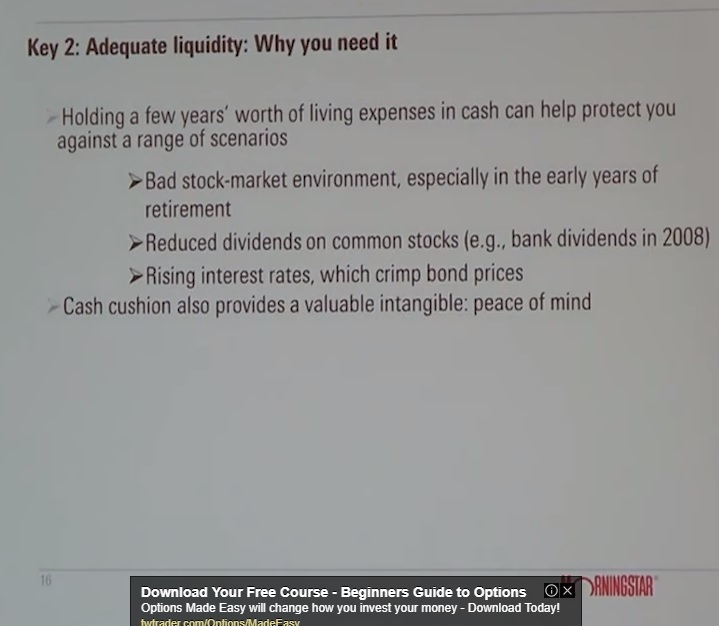 Key 2: Adequate liquidity: Why you need it
Holding a few years' worth of living expenses in cash can help protect you
against a range of scenarios
Bad stock-market environment, especially in the early years of
retirement
Reduced dividends on common stocks (e.g., bank dividends in 2008)
Rising interest rates, which crimp bond prices
Cash cushion also provides a valuable intangible: peace of mind
16
RNINGSTAR
Download Your Free Course - Beginners Guide to Options
Options Made Easy will change how you invest your money - Download Today!
twtrader.com/Options/MadeEasy